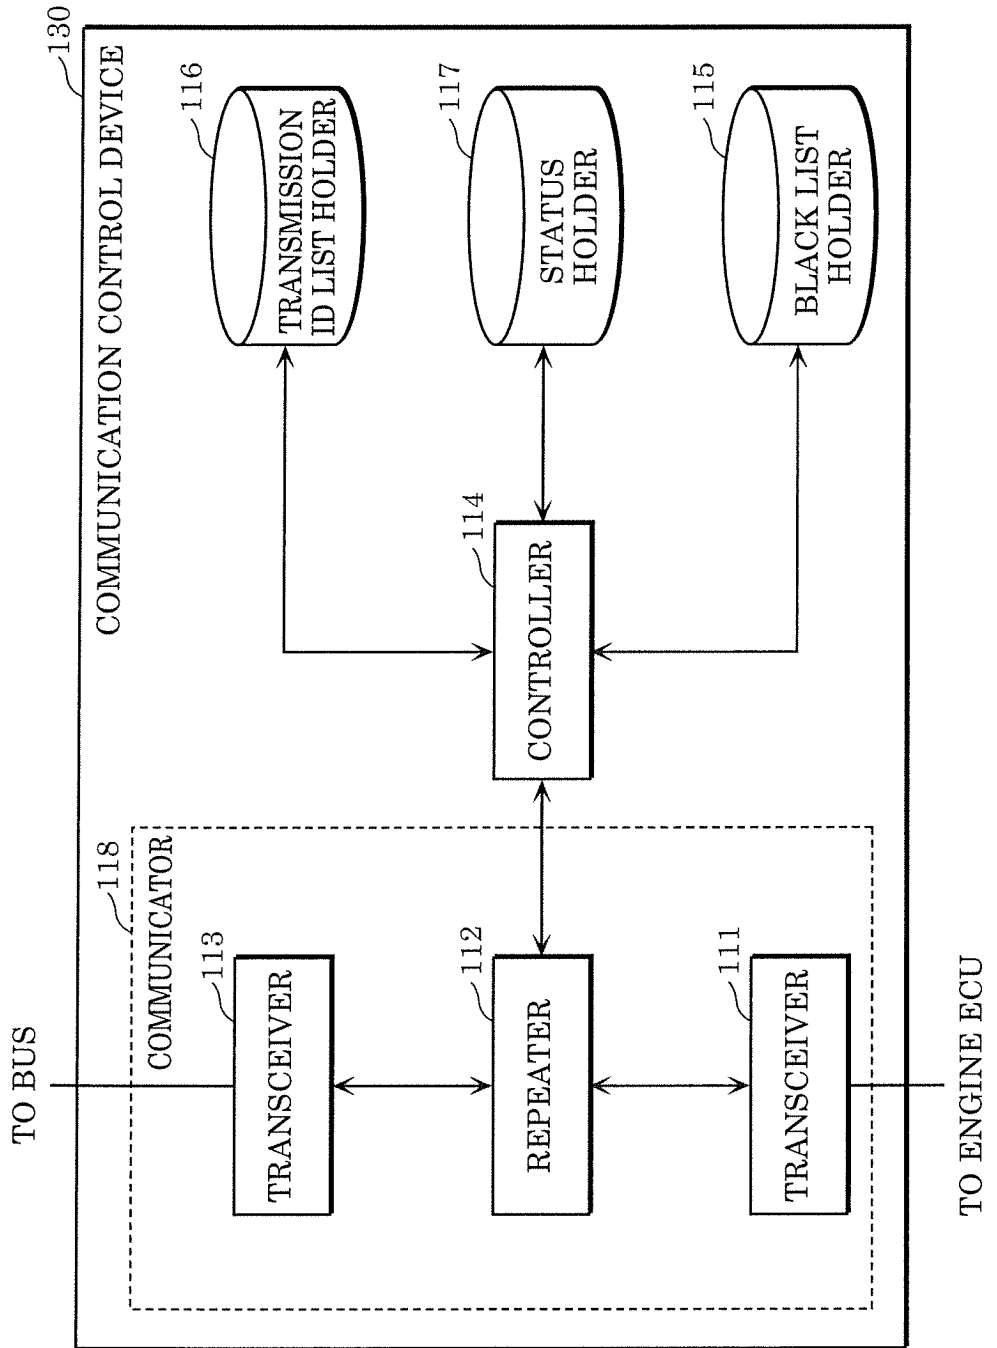 130
COMMUNICATION CONTROL DEVICE
TO BUS
118
COMMUNICATOR
113
TRANSCEIVER
112
REPEATER
111
TRANSCEIVER
TO ENGINE ECU
114
CONTROLLER
116
TRANSMISSION
ID LIST HOLDER
117
STATUS
HOLDER
115
BLACK LIST
HOLDER